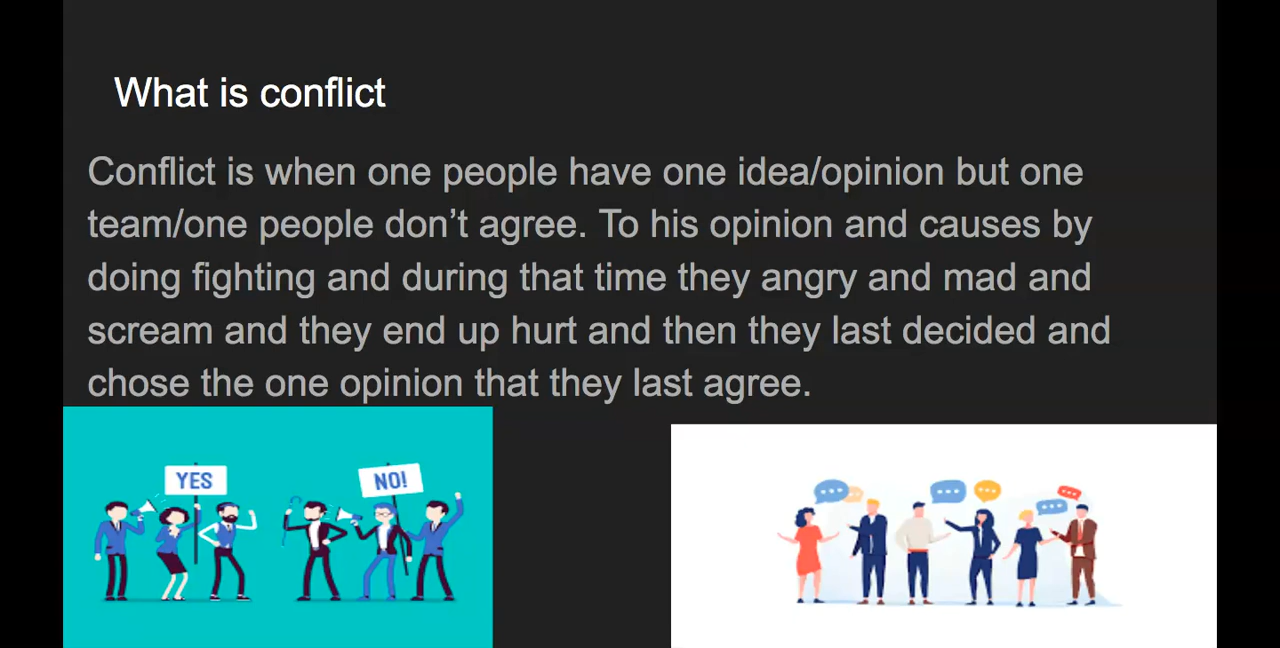 What is conflict
Conflict is when one people have one idea/opinion but one
team/one people don’t agree. To his opinion and causes by
doing fighting and during that time they angry and mad and
scream and they end up hurt and then they last decided and
chose the one opinion that they last agree.
YES
NO!